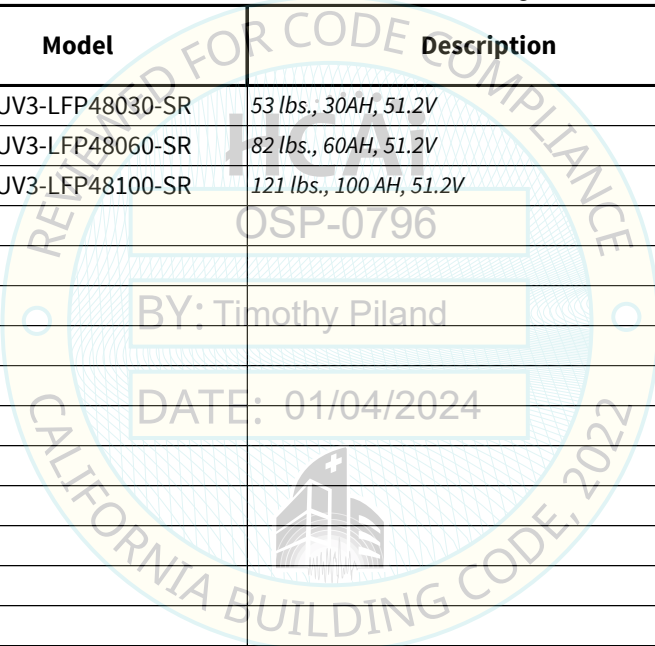 Model Description
UV3-LFP48030-SR 53 lbs., 30AH, 51.2V
UV3-LFP48060-SR 82 lbs., 60AH, 51.2V
UV3-LFP48100-SR 121 lbs., 100 AH, 51.2V
REVIEWED FOR CODE COMPLIANCE
HCAi
OSP-0796
BY: Timothy Piland
DATE: 01/04/2024
CALIFORNIA BUILDING CODE, 2022